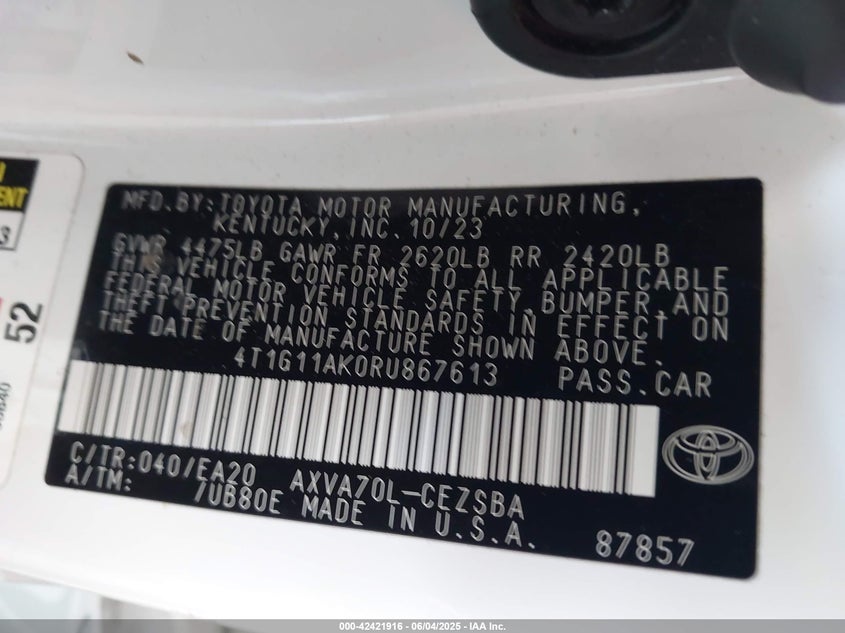 MFD.BY:TOYOTA MOTOR MANUFACTURING,
KENTUCKY,INC.10/23
GVWR 4475LB GAWR FR 2620LB RR 2420LB
THIS VEHICLE CONFORMS TO ALL APPLICABLE
FEDERAL MOTOR VEHICLE SAFETY,BUMPER,AND
THEFT PREVENTION STANDARDS IN EFFECT ON
THE DATE OF MANUFACTURE SHOWN ABOVE.
4T1G11AK0RU867613 PASS.CAR
C/TR:040/EA20 AXVA70L-CEZSBA
A/TM: /UB80E MADE IN U.S.A.
87857
52
000-42421916 - 06/04/2025 - IAA Inc.